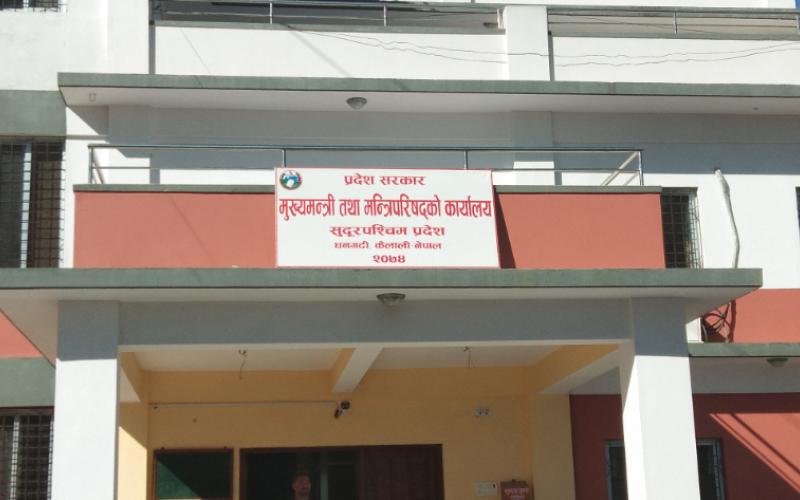 प्रदेश सरकार
मुख्यमन्त्री तथा मन्त्रिपरिषद्को कार्यालय
सुदूरपश्चिम प्रदेश
धनगढी, कैलाली-नेपाल
२०७४